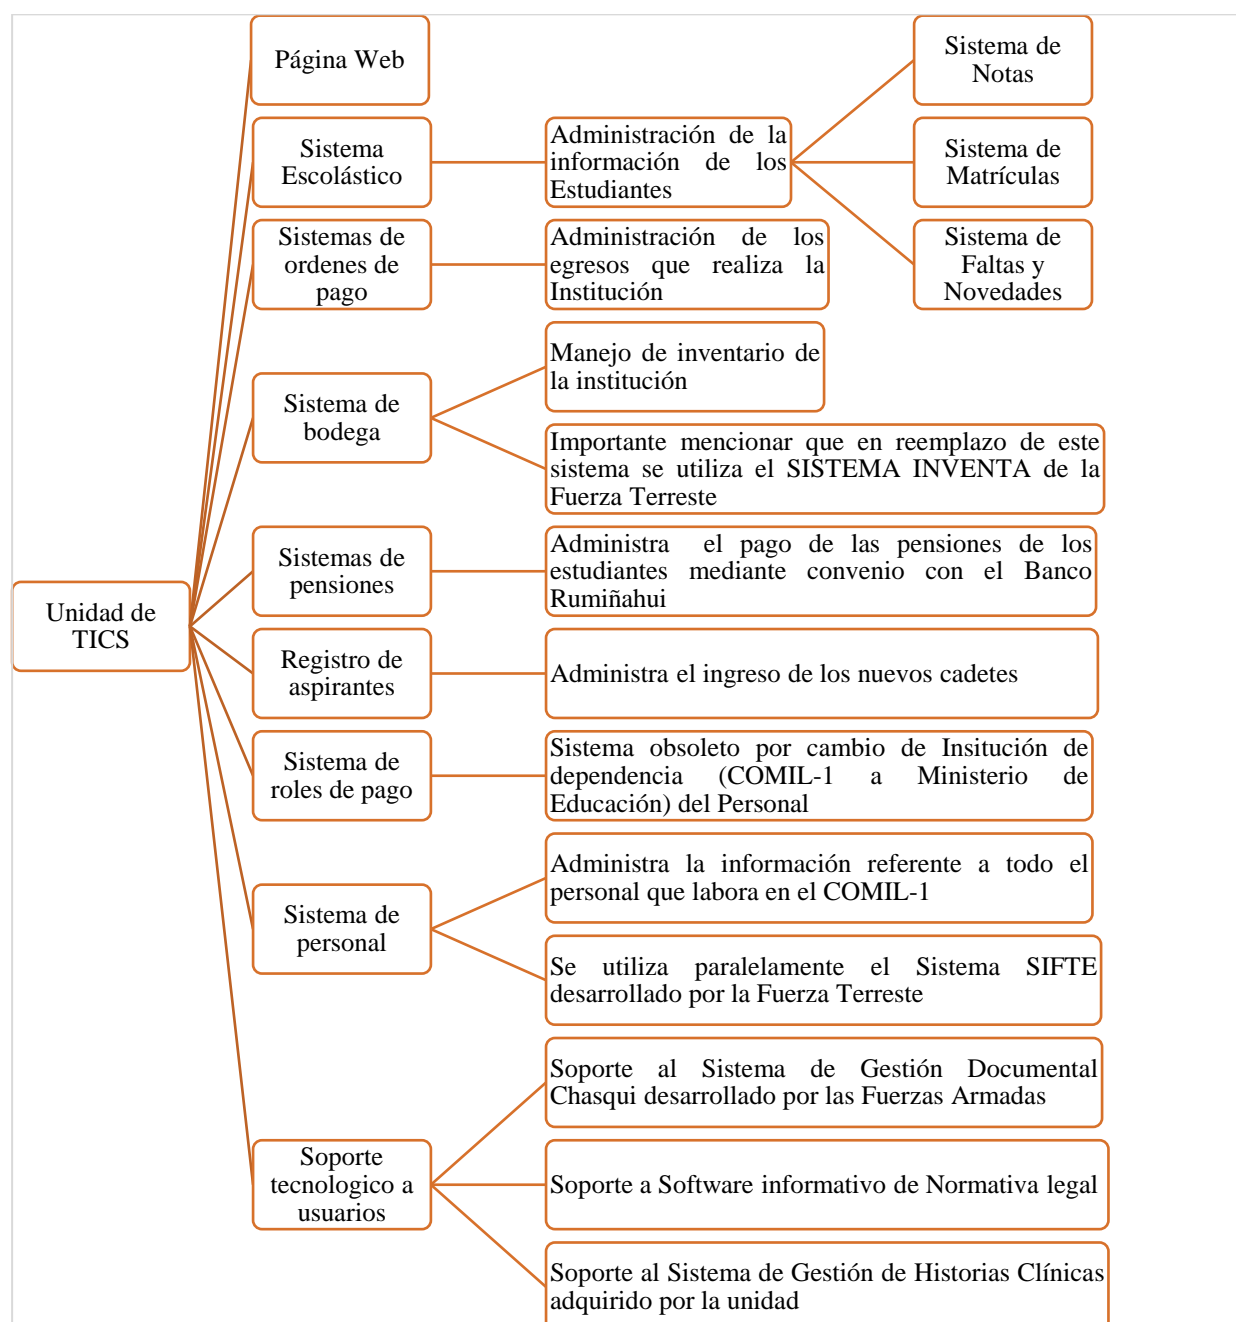 Página Web
Sistema de
Notas
Sistema
Escolástico
Administración de la
información de los
Estudiantes
Sistema de
Matrículas
Sistemas de
ordenes de
pago
Administración de los
egresos que realiza la
Institución
Sistema de
Faltas y
Novedades
Sistema de
bodega
Manejo de inventario de
la institución
Importante mencionar que en reemplazo de este
sistema se utiliza el SISTEMA INVENTA de la
Fuerza Terreste
Unidad de
TICS
Sistemas de
pensiones
Administra el pago de las pensiones de los
estudiantes mediante convenio con el Banco
Rumiñahui
Registro de
aspirantes
Administra el ingreso de los nuevos cadetes
Sistema de
roles de pago
Sistema obsoleto por cambio de Insitución de
dependencia (COMIL-1 a Ministerio de
Educación) del Personal
Sistema de
personal
Administra la información referente a todo el
personal que labora en el COMIL-1
Se utiliza paralelamente el Sistema SIFTE
desarrollado por la Fuerza Terreste
Soporte
tecnologico a
usuarios
Soporte al Sistema de Gestión Documental
Chasqui desarrollado por las Fuerzas Armadas
Soporte a Software informativo de Normativa legal
Soporte al Sistema de Gestión de Historias Clínicas
adquirido por la unidad